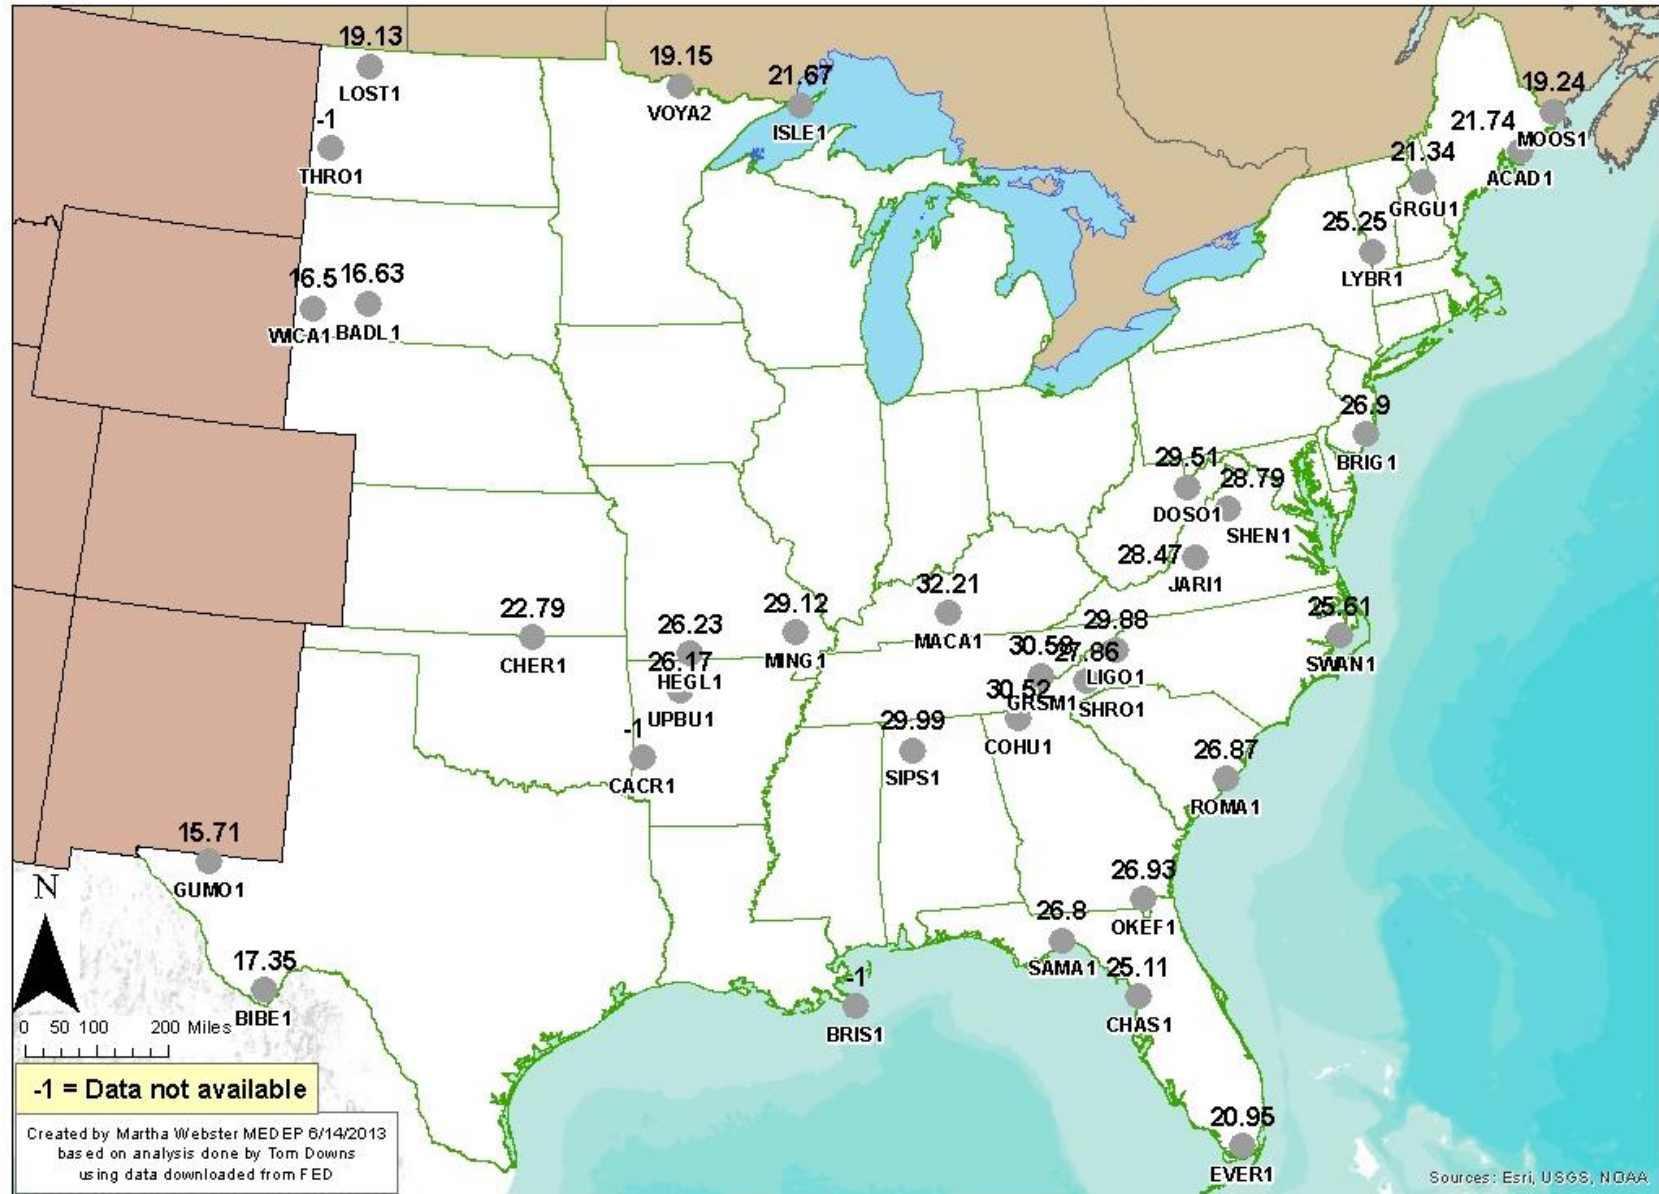 19.13
LOST1
19.15
VOYA2
21.67
ISLE1
19.24
MOOS1
21.74
ACAD1
21.34
GRGU1
-1
THRO1
25.25
LYBR1
16.5
WICA1
16.63
BADL1
26.9
BRIG1
29.51
DOSO1
28.79
SHEN1
28.47
JARI1
32.21
MACA1
29.12
MING1
22.79
CHER1
26.23
HEGL1
26.17
UPBU1
29.88
LIGO1
27.86
SHRO1
GRSM1
30.52
COHU1
25.61
SWAN1
29.99
SIPS1
-1
CACR1
26.87
ROMA1
15.71
GUMO1
26.93
OKEF1
26.8
SAMA1
25.11
CHAS1
17.35
BIBE1
-1
BRIS1
20.95
EVER1
N
0 50 100 200 Miles
-1 = Data not available
Created by Martha Webster MEDEP 6/14/2013
based on analysis done by Tom Downs
using data downloaded from FED
Sources: Esri, USGS, NOAA